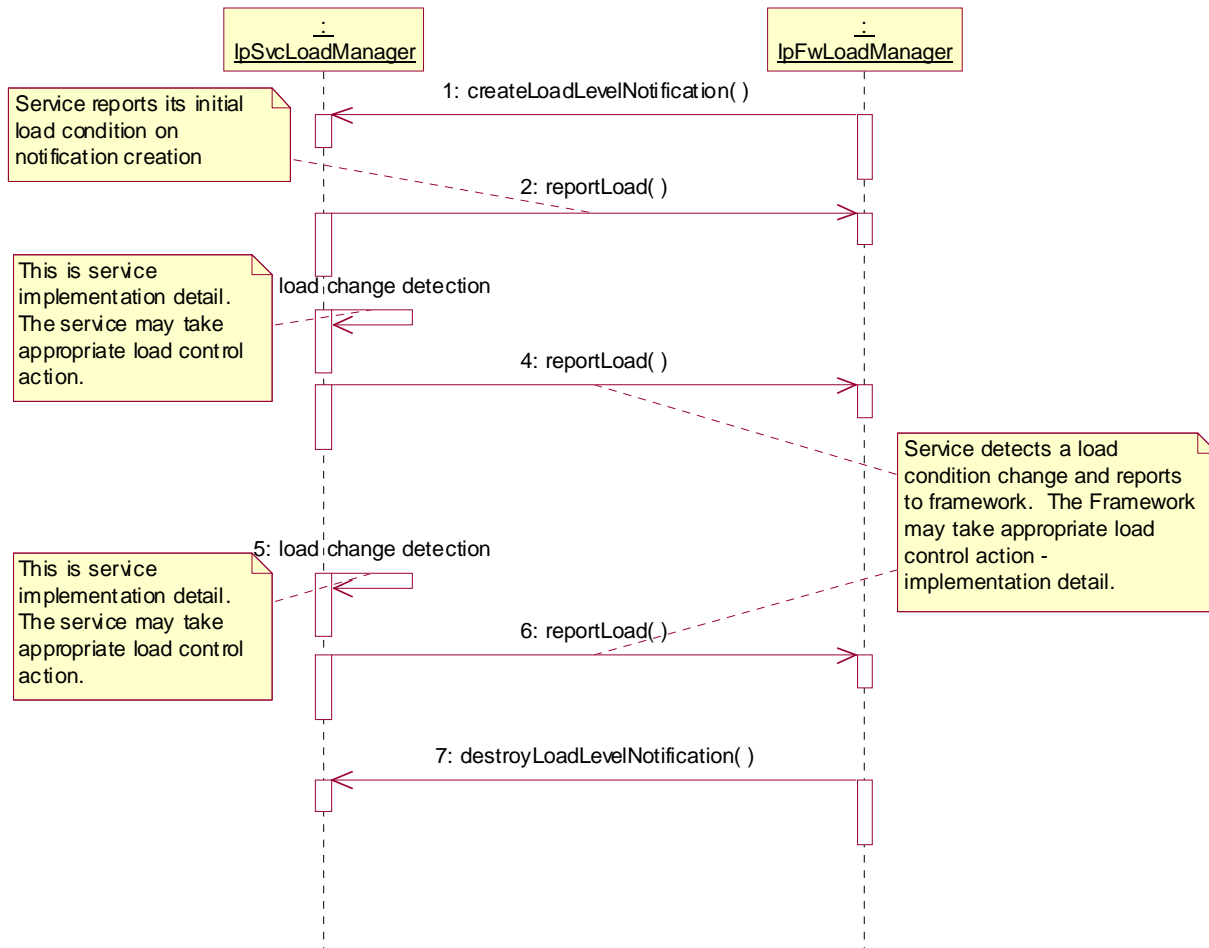 :
IpSvcLoadManager
:
IpFwLoadManager
1: createLoadLevelNotification( )
Service reports its initial
load condition on
notification creation
2: reportLoad( )
This is service
implementation detail.
The service may take
appropriate load control
action.
load change detection
4: reportLoad( )
Service detects a load
condition change and reports
to framework.  The Framework
may take appropriate load
control action -
implementation detail.
5: load change detection
This is service
implementation detail.
The service may take
appropriate load control
action.
6: reportLoad( )
7: destroyLoadLevelNotification( )